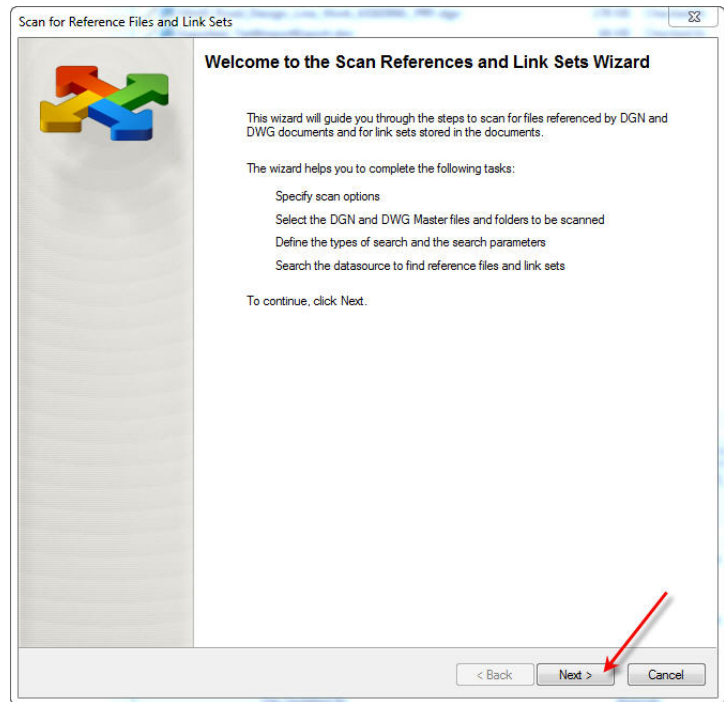 Scan for Reference Files and Link Sets
Welcome to the Scan References and Link Sets Wizard
This wizard will guide you through the steps to scan for files referenced by DGN and
DWG documents and for link sets stored in the documents.
The wizard helps you to complete the following tasks:
Specify scan options
Select the DGN and DWG Master files and folders to be scanned
Define the types of search and the search parameters
Search the datasource to find reference files and link sets
To continue, click Next.
< Back Next > Cancel